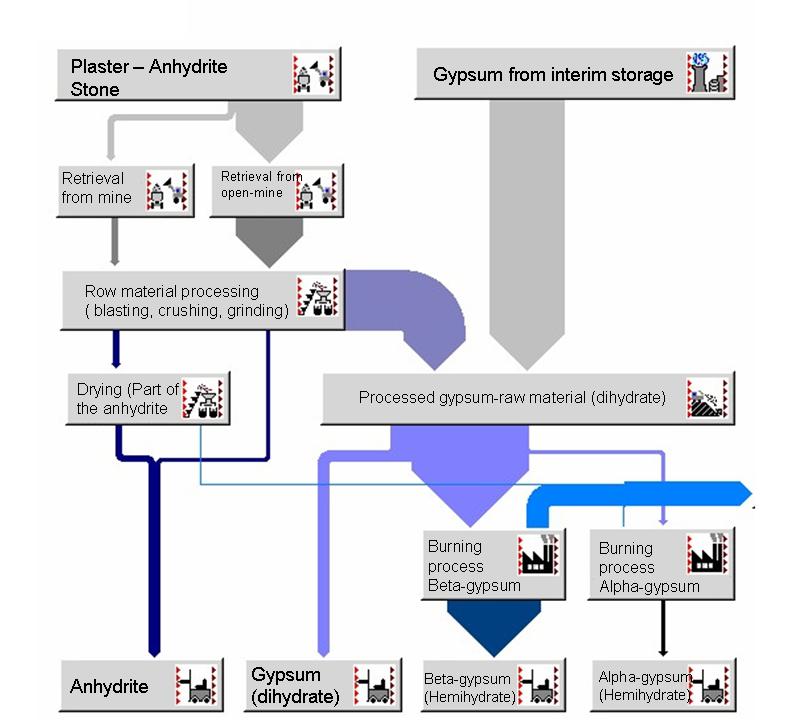 Plaster – Anhydrite
Stone
Gypsum from interim storage
Retrieval
from mine
Retrieval from
open-mine
Row material processing
( blasting, crushing, grinding)
Drying (Part of
the anhydrite
Processed gypsum-raw material (dihydrate)
Burning
process
Beta-gypsum
Burning
process
Alpha-gypsum
Anhydrite
Gypsum
(dihydrate)
Beta-gypsum
(Hemihydrate)
Alpha-gypsum
(Hemihydrate)